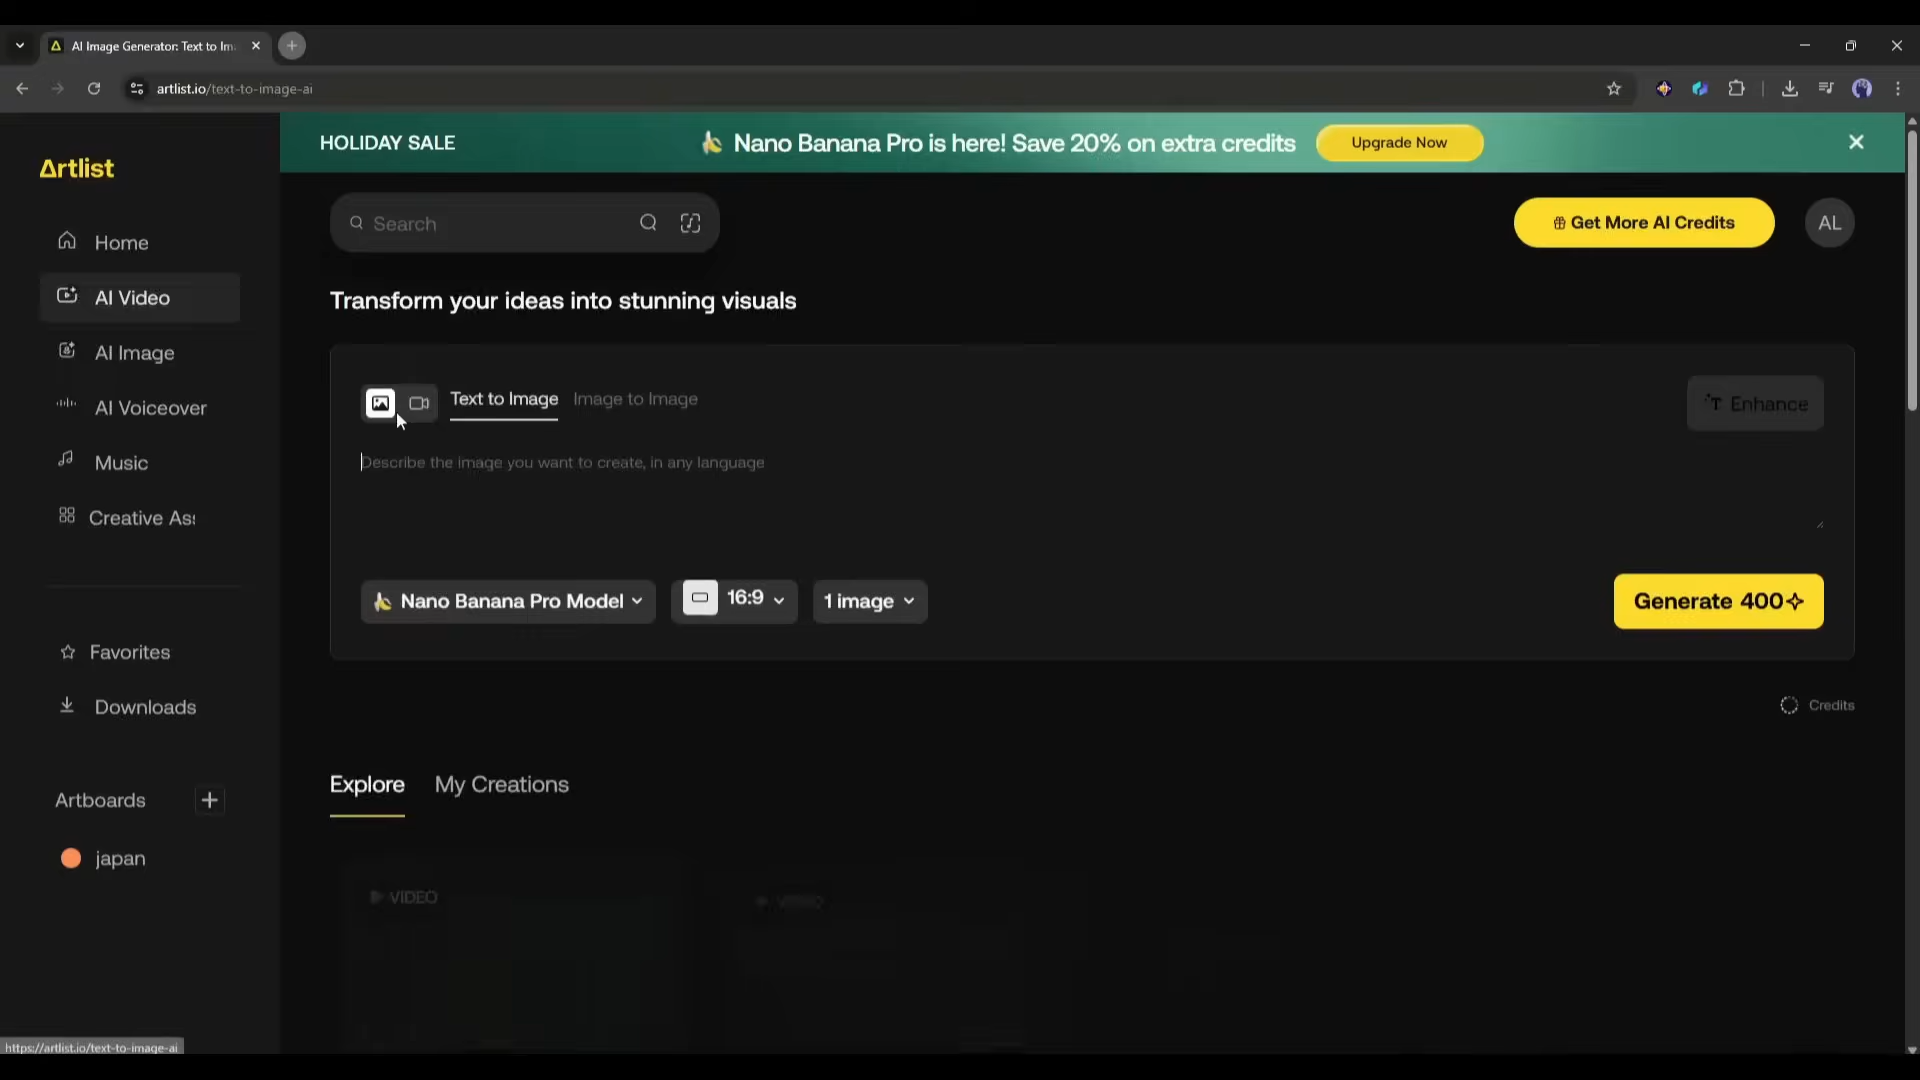 AI Image Generator: Text to Im
artlist.io/text-to-image-ai
HOLIDAY SALE
Nano Banana Pro is here! Save 20% on extra credits
Upgrade Now
Artlist
Search
Get More AI Credits
AL
Home
AI Video
AI Image
AI Voiceover
Music
Creative Ass
Favorites
Downloads
Artboards
japan
Transform your ideas into stunning visuals
Text to Image
Image to Image
Enhance
Describe the image you want to create, in any language
Nano Banana Pro Model
16:9
1 image
Generate 400
Credits
Explore
My Creations
VIDEO
VIDEO
https://artlist.io/text-to-image-ai